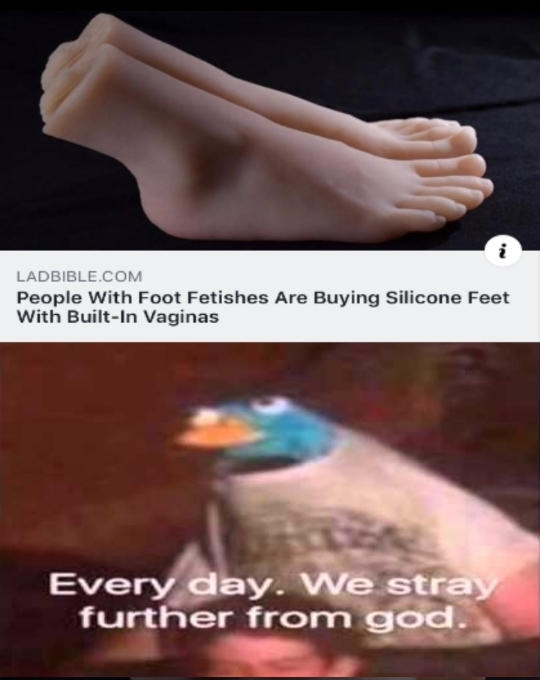 i
LADBIBLE.COM
People With Foot Fetishes Are Buying Silicone Feet
With Built-In Vaginas
Every day. We stray
further from god.